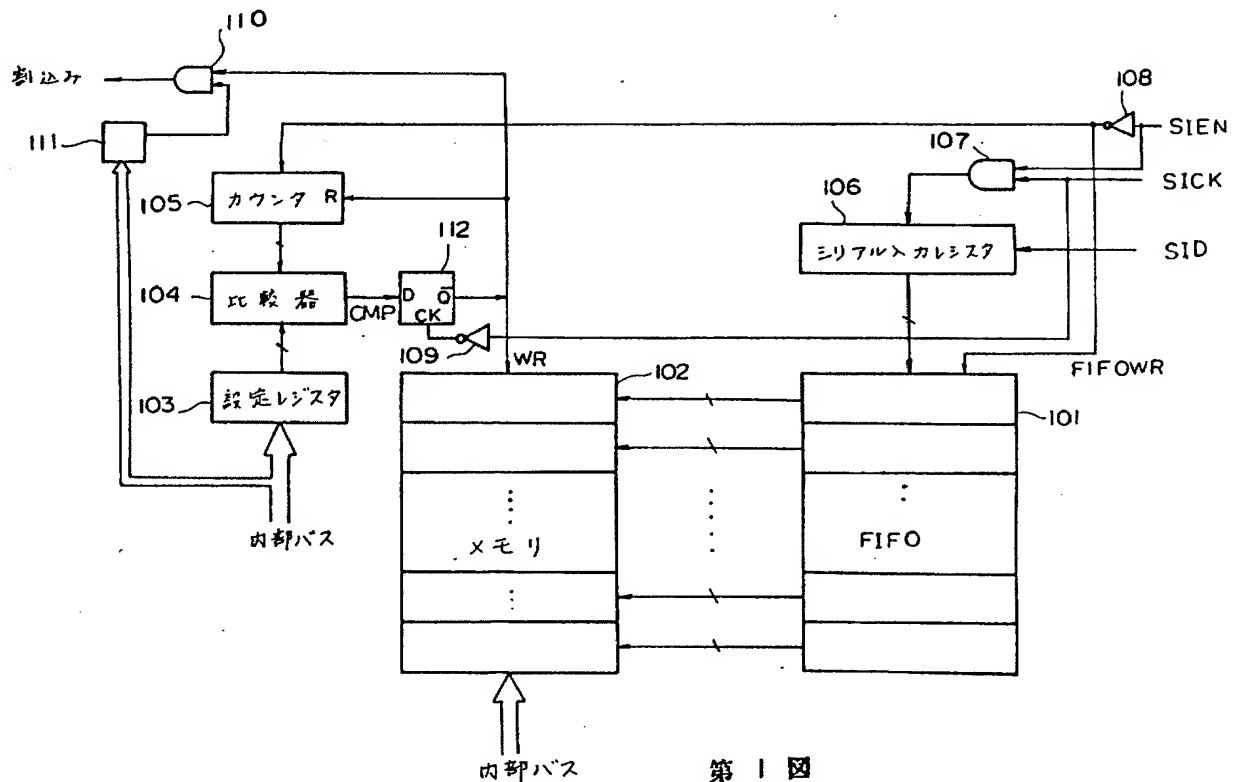 110
割込み
108
SIEN
111
107
SICK
105
カウンタ R
106
112
シリアル入力レジスタ
SID
104
比較器
CMP
D Q̅
CK
109
WR
102
FIFOWR
103
設定レジスタ
101
内部バス
メモリ
FIFO
内部バス
第1図